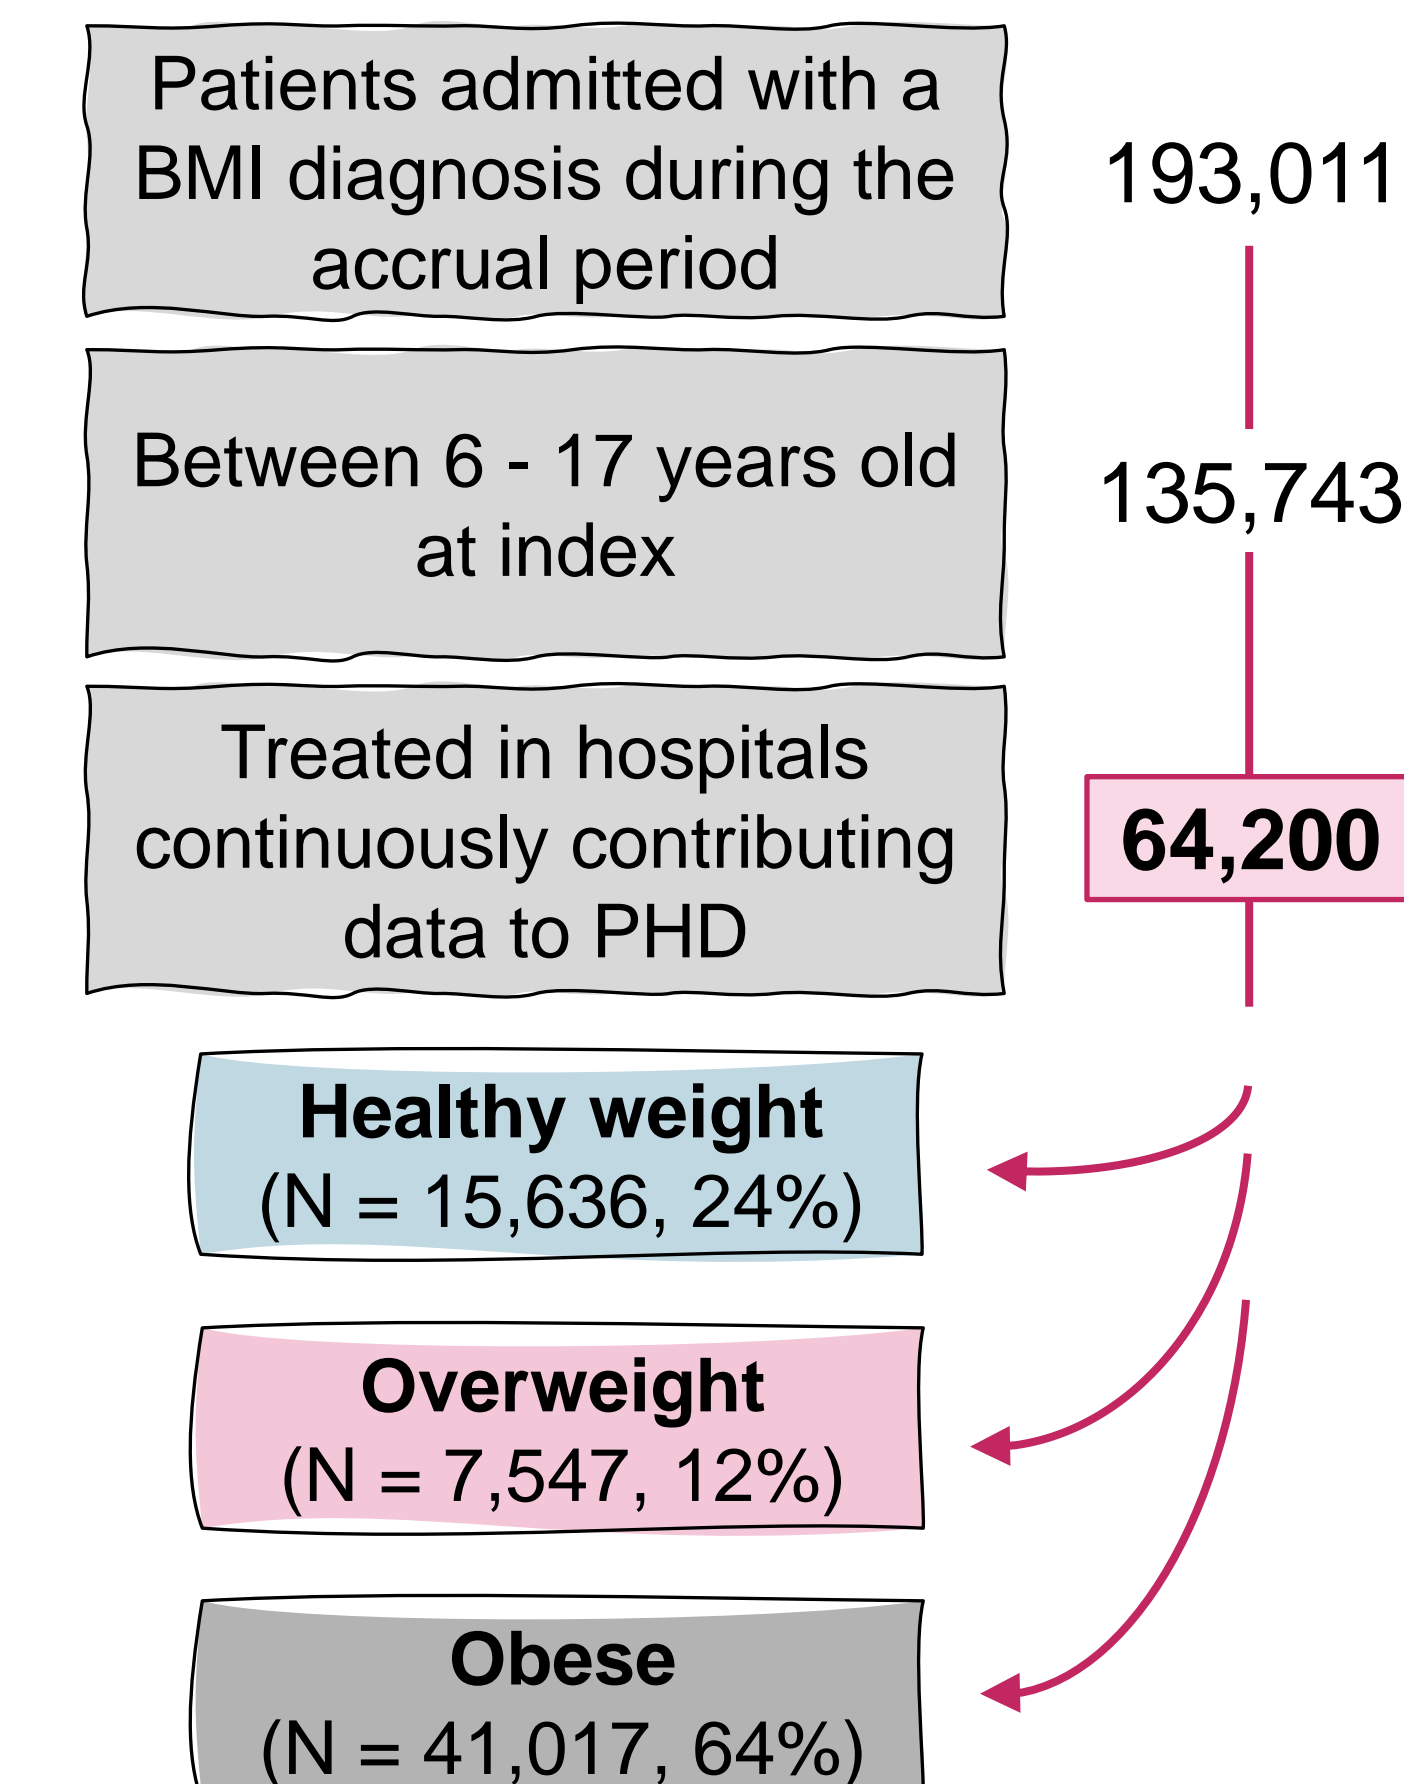 Patients admitted with a
BMI diagnosis during the
accrual period
193,011
Between 6 - 17 years old
at index
135,743
Treated in hospitals
continuously contributing
data to PHD
64,200
Healthy weight
(N = 15,636, 24%)
Overweight
(N = 7,547, 12%)
Obese
(N = 41,017, 64%)